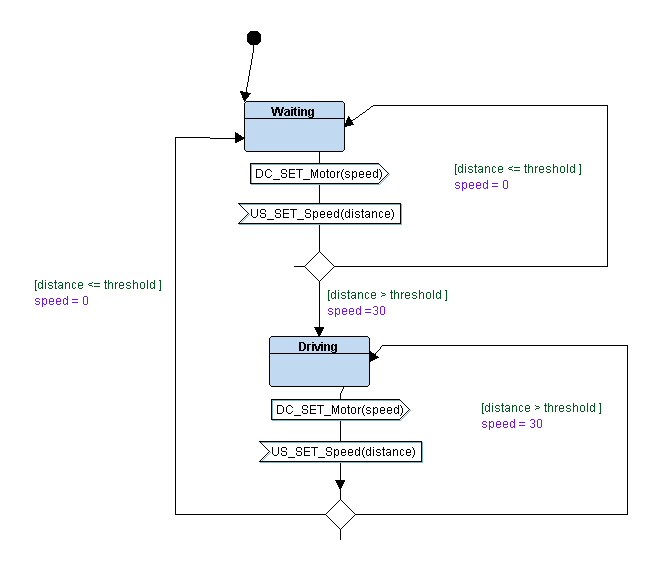 Waiting
DC_SET_Motor(speed)
[distance <= threshold ]
speed = 0
US_SET_Speed(distance)
[distance <= threshold ]
speed = 0
[distance > threshold ]
speed =30
Driving
DC_SET_Motor(speed)
[distance > threshold ]
speed = 30
US_SET_Speed(distance)